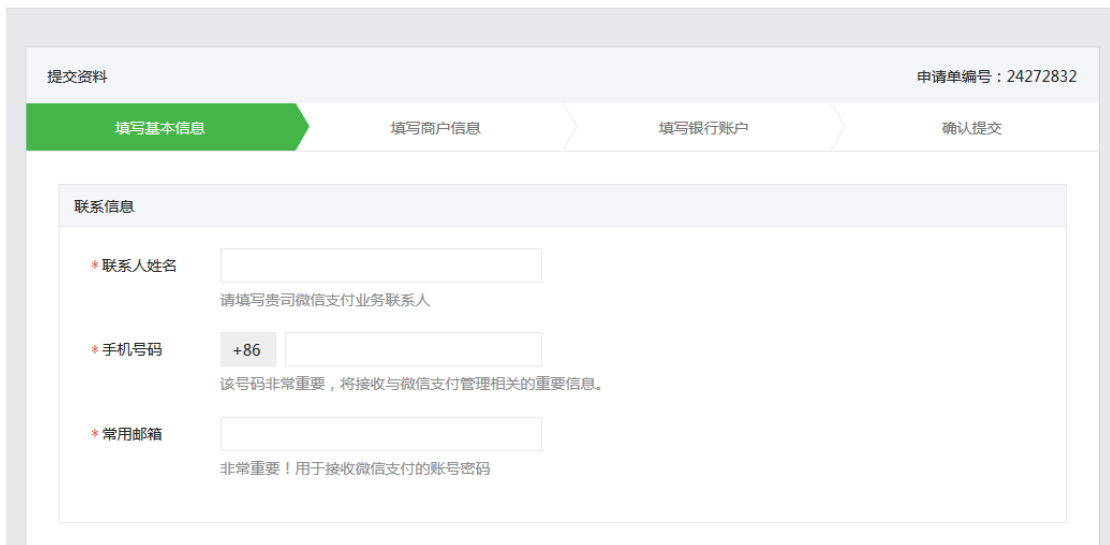 提交资料 申请单编号：24272832
填写基本信息 填写商户信息 填写银行账户 确认提交
联系信息
*联系人姓名
请填写贵司微信支付业务联系人
*手机号码 +86
该号码非常重要，将接收与微信支付管理相关的重要信息。
*常用邮箱
非常重要！用于接收微信支付的账号密码